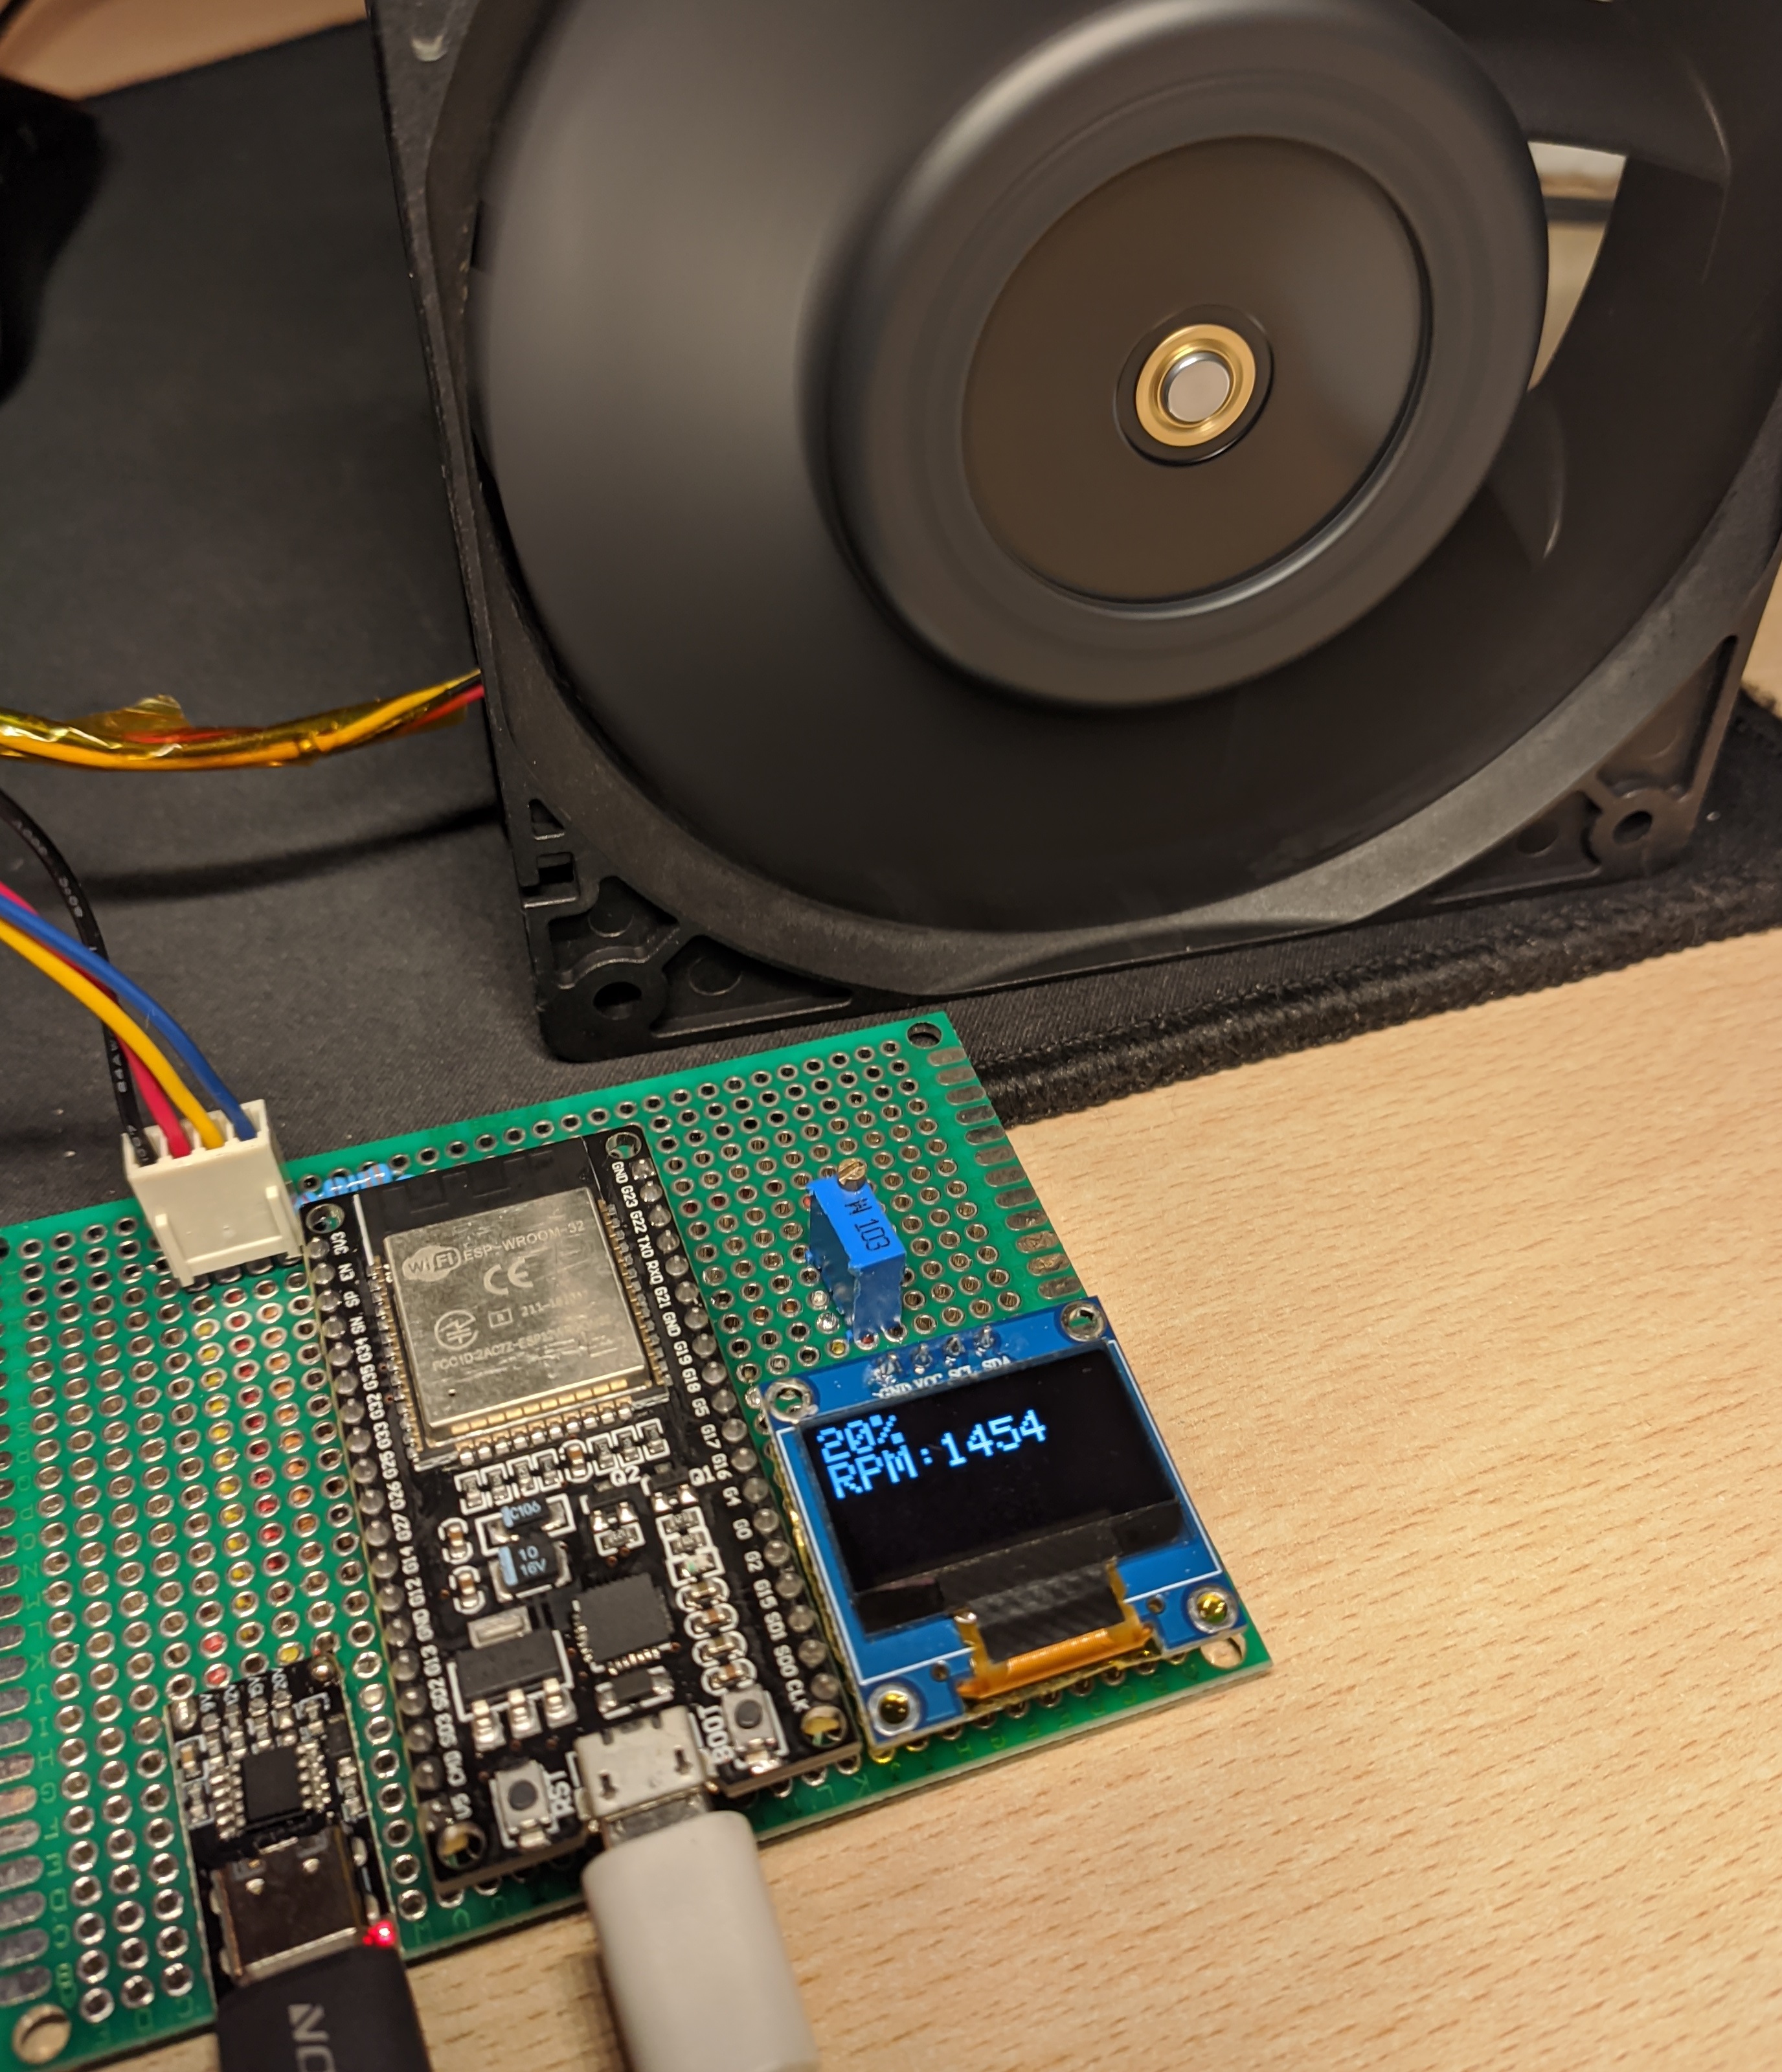 20%
RPM:1454
GND VCC SCL SDA
W 103
WiFi ESP-WROOM-32
CE
R 211-
FCC ID:2AC7Z-ESP
3V3
EN
SP
SN
G34
G35
G32
G33
G25
G26
G27
G14
G12
GND
G13
SD2
SD3
CMD
V5
GND
G23
G22
TXD
RXD
G21
GND
G19
G18
G5
G17
G16
G4
G0
G2
G15
SD1
SD0
CLK
Q2
Q1
C106
10
16V
RST
BOOT